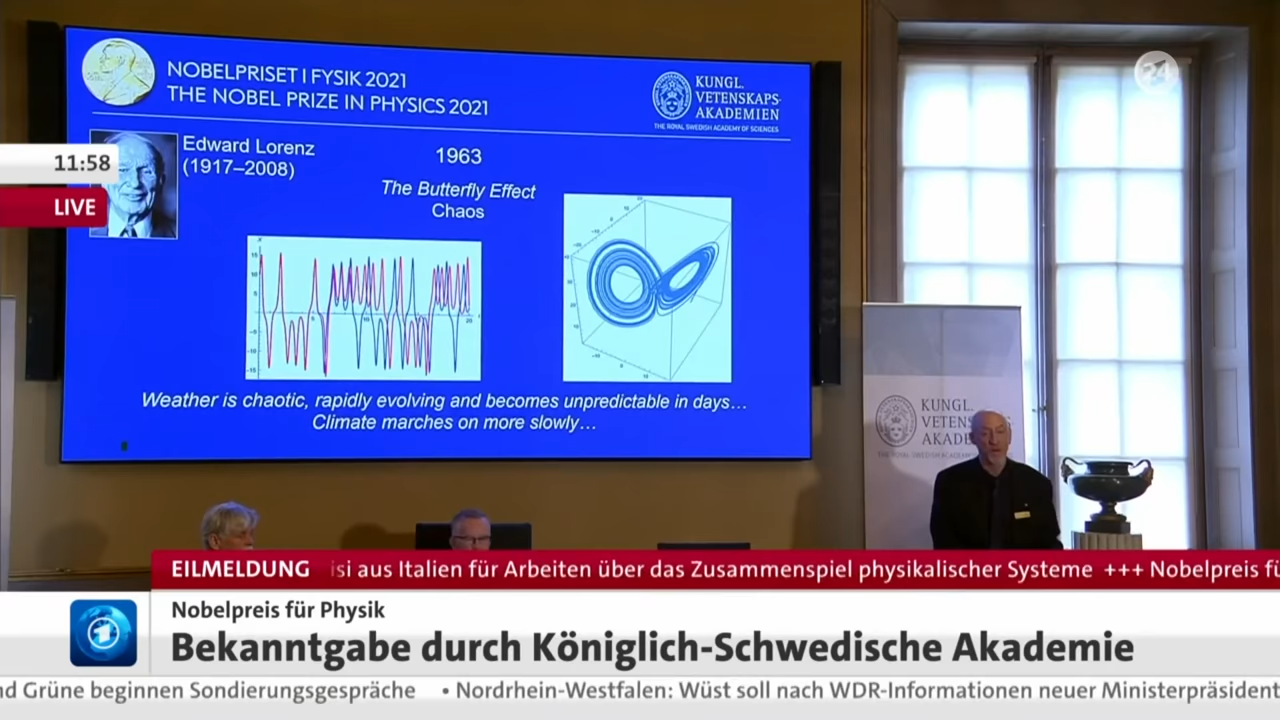 NOBELPRISET I FYSIK 2021
THE NOBEL PRIZE IN PHYSICS 2021
KUNGL.
VETENSKAPS-
AKADEMIEN
THE ROYAL SWEDISH ACADEMY OF SCIENCES
24
11:58
LIVE
Edward Lorenz
(1917–2008)
1963
The Butterfly Effect
Chaos
Weather is chaotic, rapidly evolving and becomes unpredictable in days…
Climate marches on more slowly…
KUNGL.
VETENS
AKADE
EILMELDUNG isi aus Italien für Arbeiten über das Zusammenspiel physikalischer Systeme +++ Nobelpreis fü
Nobelpreis für Physik
Bekanntgabe durch Königlich-Schwedische Akademie
nd Grüne beginnen Sondierungsgespräche • Nordrhein-Westfalen: Wüst soll nach WDR-Informationen neuer Ministerpräsident